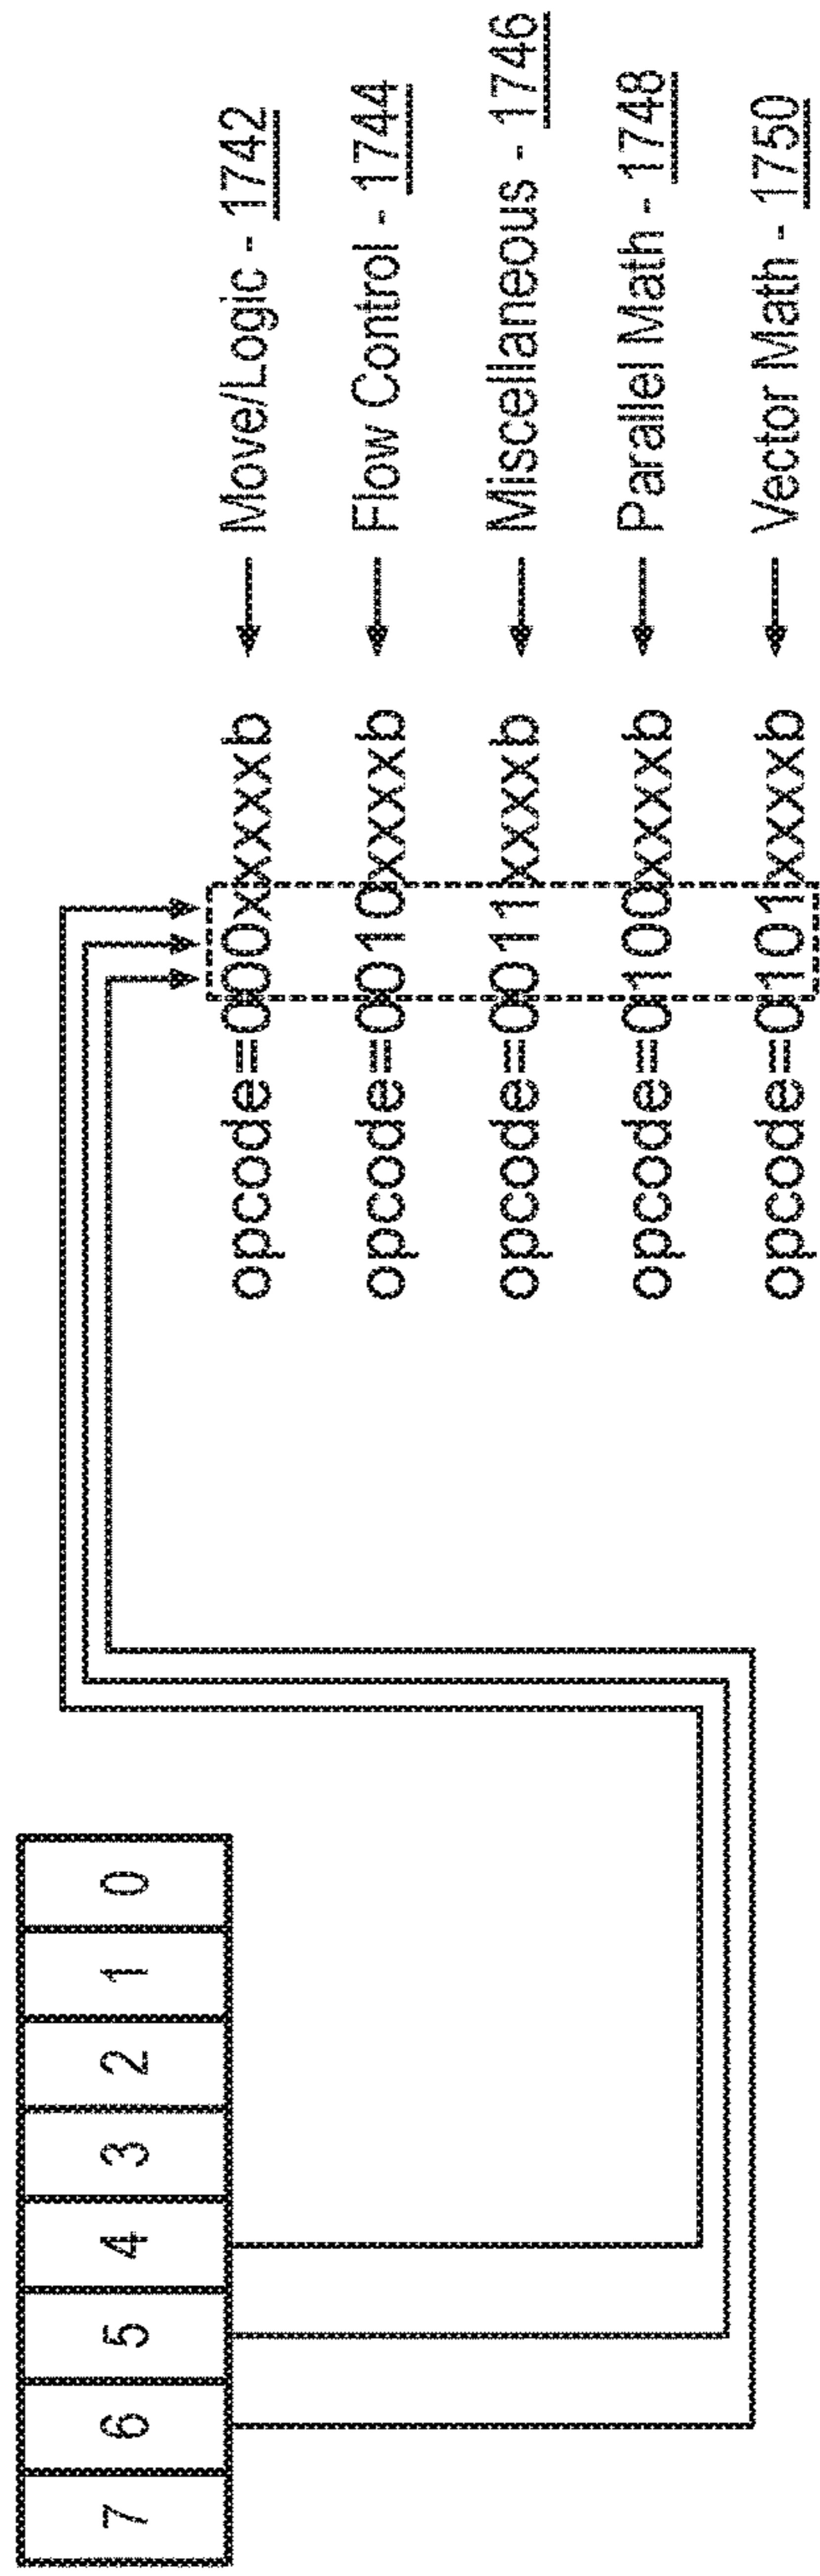 7 6 5 4 3 2 1 0
opcode=000xxxxxb Move/Logic - 1742
opcode=0010xxxxb Flow Control - 1744
opcode=0011xxxxb Miscellaneous - 1746
opcode=0100xxxxb Parallel Math - 1748
opcode=0101xxxxb Vector Math - 1750